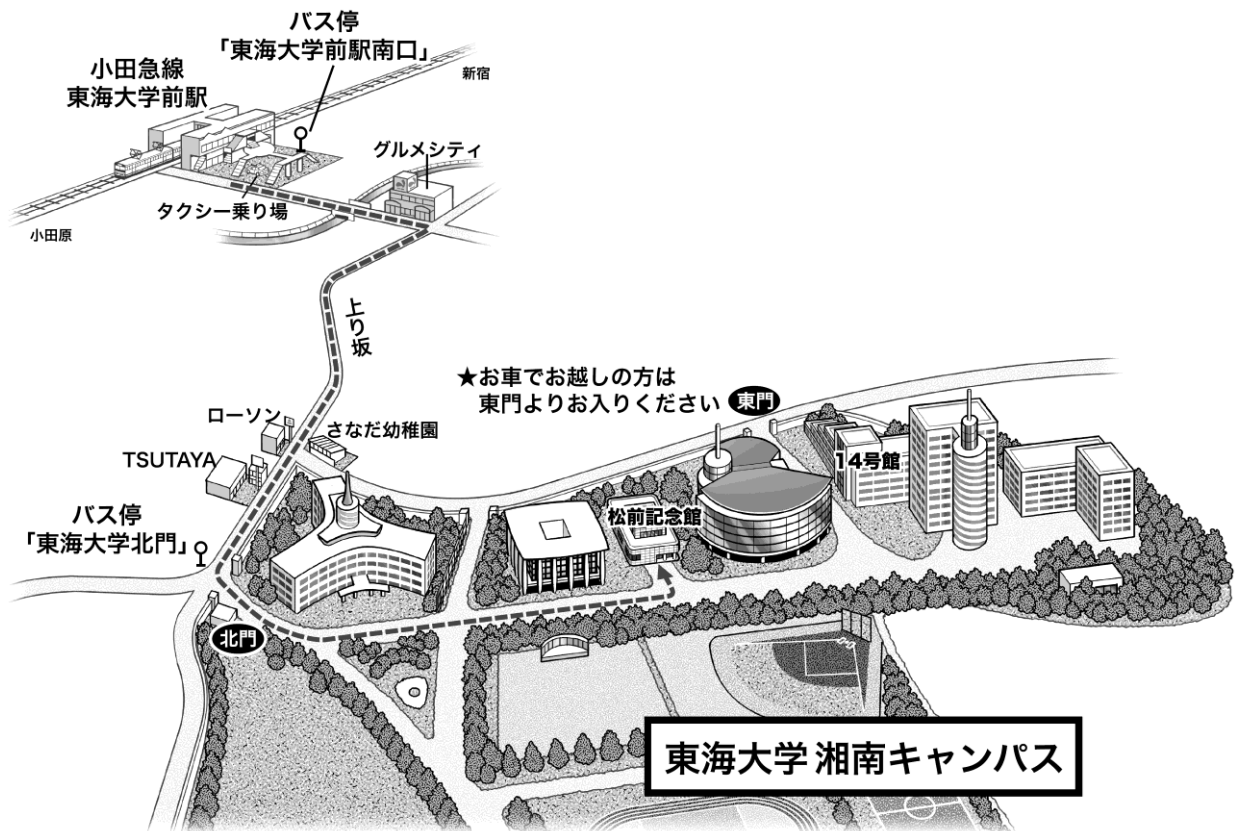 バス停
「東海大学前駅南口」
小田急線
東海大学前駅
新宿
グルメシティ
タクシー乗り場
小田原
上り坂
★お車でお越しの方は
東門よりお入りください
東門
ローソン
さなだ幼稚園
TSUTAYA
14号館
松前記念館
バス停
「東海大学北門」
北門
東海大学 湘南キャンパス